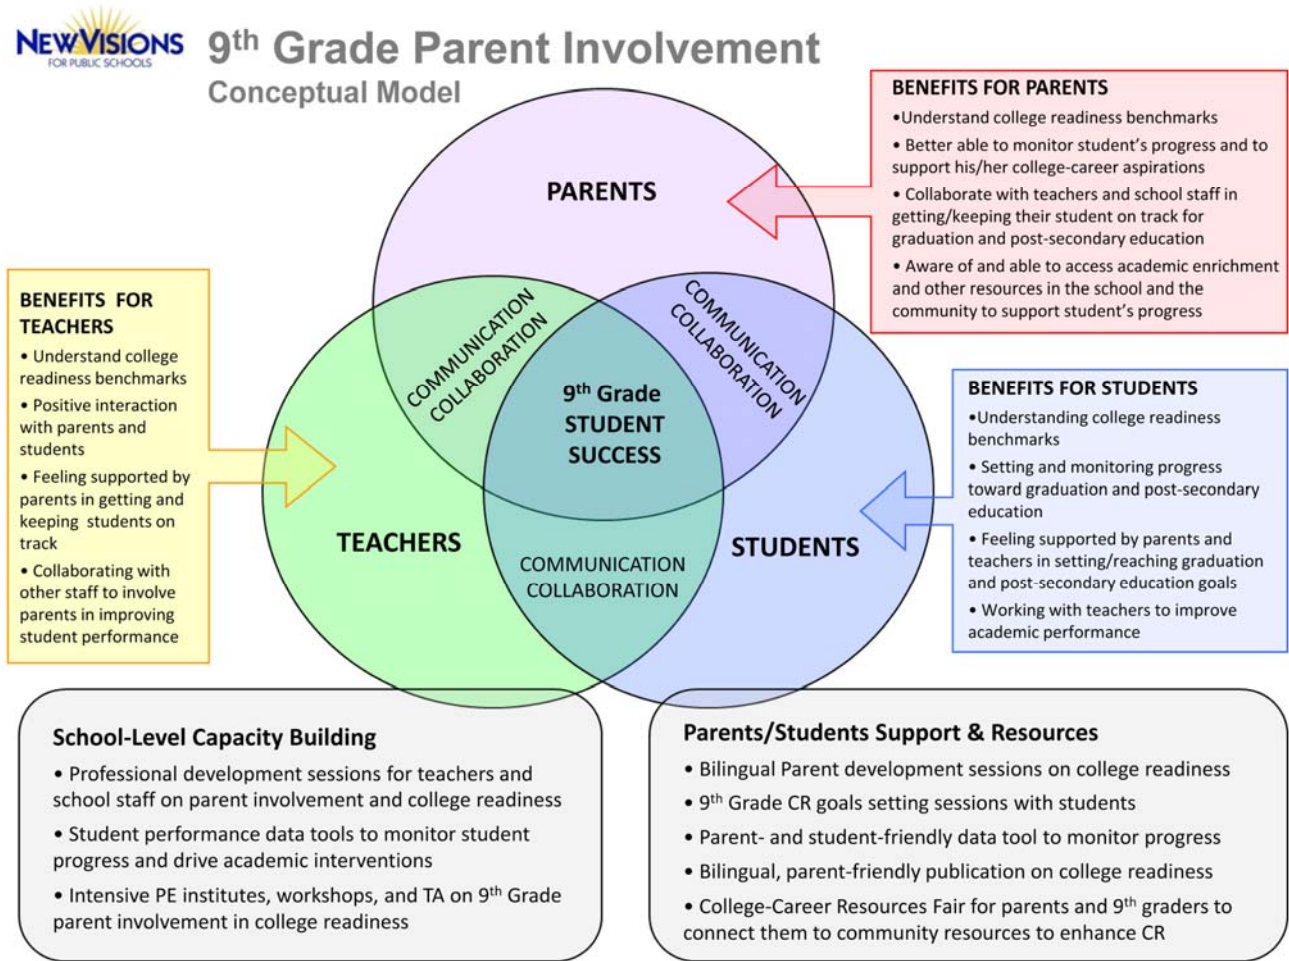 NEW VISIONS
FOR PUBLIC SCHOOLS
9th Grade Parent Involvement
Conceptual Model
BENEFITS FOR PARENTS
•Understand college readiness benchmarks
• Better able to monitor student's progress and to
support his/her college-career aspirations
• Collaborate with teachers and school staff in
getting/keeping their student on track for
graduation and post-secondary education
• Aware of and able to access academic enrichment
and other resources in the school and the
community to support student's progress
PARENTS
BENEFITS FOR
TEACHERS
• Understand college
readiness benchmarks
• Positive interaction
with parents and
students
• Feeling supported by
parents in getting and
keeping students on
track
• Collaborating with
other staff to involve
parents in improving
student performance
COMMUNICATION
COLLABORATION
COMMUNICATION
COLLABORATION
9th Grade
STUDENT
SUCCESS
BENEFITS FOR STUDENTS
•Understanding college readiness
benchmarks
• Setting and monitoring progress
toward graduation and post-secondary
education
• Feeling supported by parents and
teachers in setting/reaching graduation
and post-secondary education goals
• Working with teachers to improve
academic performance
TEACHERS
STUDENTS
COMMUNICATION
COLLABORATION
School-Level Capacity Building
• Professional development sessions for teachers and
school staff on parent involvement and college readiness
• Student performance data tools to monitor student
progress and drive academic interventions
• Intensive PE institutes, workshops, and TA on 9th Grade
parent involvement in college readiness
Parents/Students Support & Resources
• Bilingual Parent development sessions on college readiness
• 9th Grade CR goals setting sessions with students
• Parent- and student-friendly data tool to monitor progress
• Bilingual, parent-friendly publication on college readiness
• College-Career Resources Fair for parents and 9th graders to
connect them to community resources to enhance CR